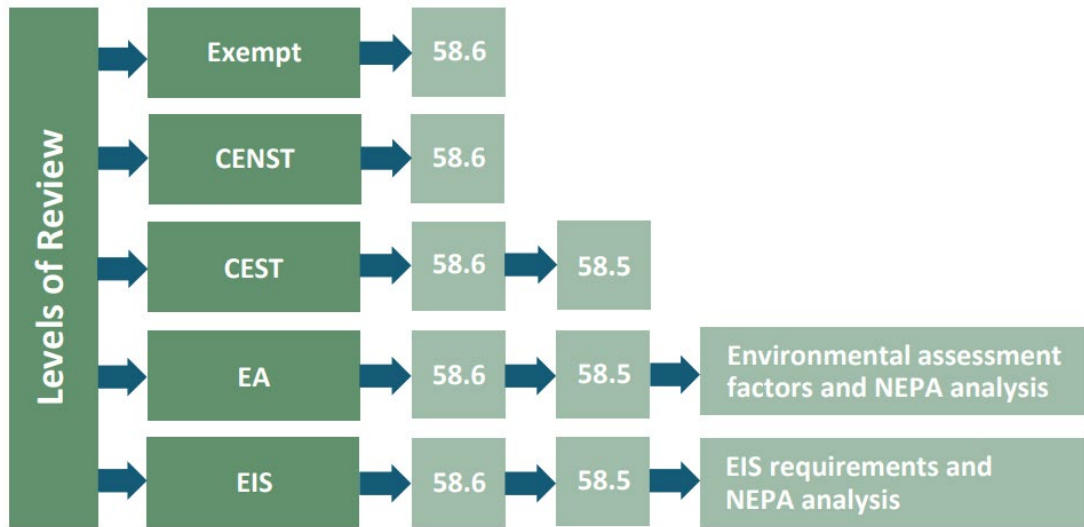 Levels of Review
Exempt
58.6
CENST
58.6
CEST
58.6
58.5
EA
58.6
58.5
Environmental assessment
factors and NEPA analysis
EIS
58.6
58.5
EIS requirements and
NEPA analysis